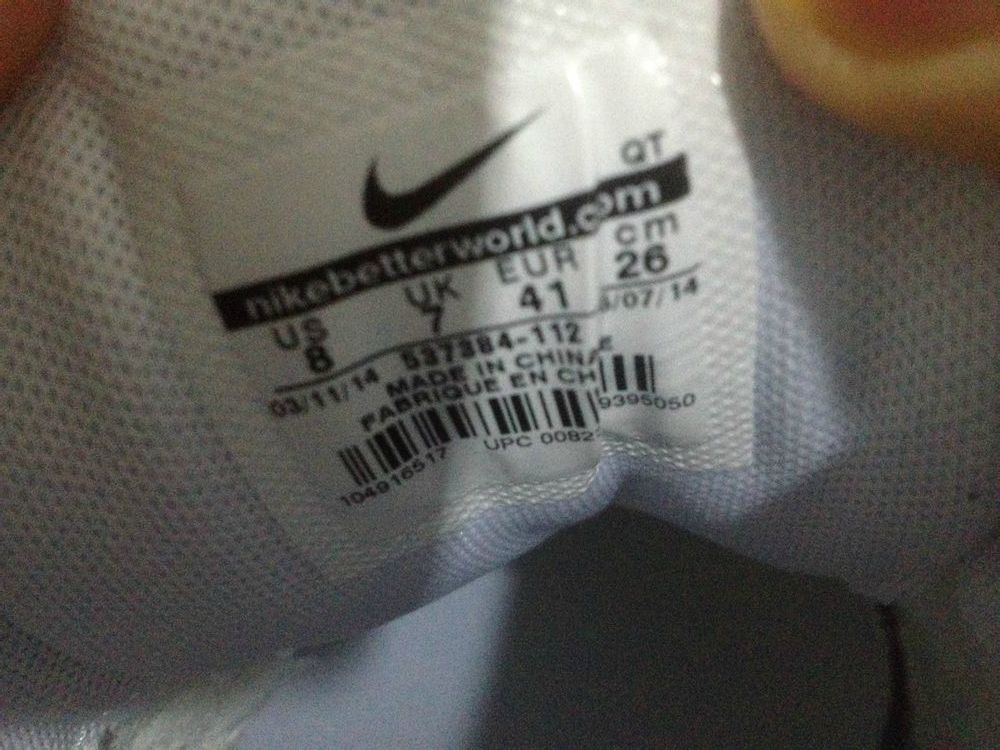 QT
nikebetterworld.com
US UK EUR cm
8 7 41 26
03/11/14 537384-112 /07/14
MADE IN CHINA
FABRIQUE EN CH
104916517 UPC 0082 9395050